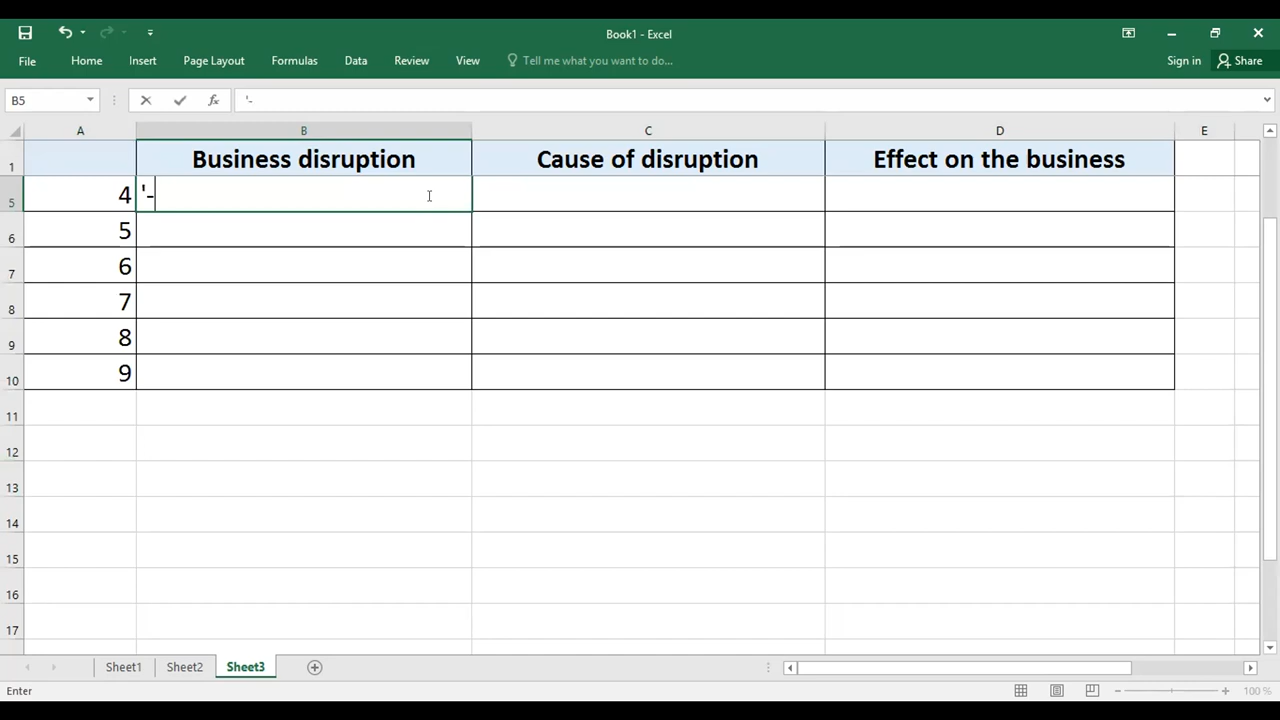 Book1 - Excel
File Home Insert Page Layout Formulas Data Review View Tell me what you want to do... Sign in Share
B5 fx '-
A B C D E
1 Business disruption Cause of disruption Effect on the business
5 4 '-
6 5
7 6
8 7
9 8
10 9
11
12
13
14
15
16
17
Sheet1 Sheet2 Sheet3
Enter 100 %